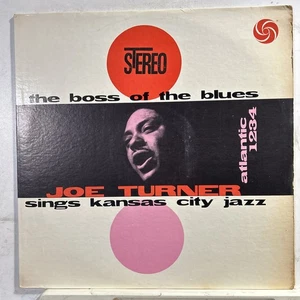 STEREO
the boss of the blues
JOE TURNER
sings kansas city jazz
atlantic
1234